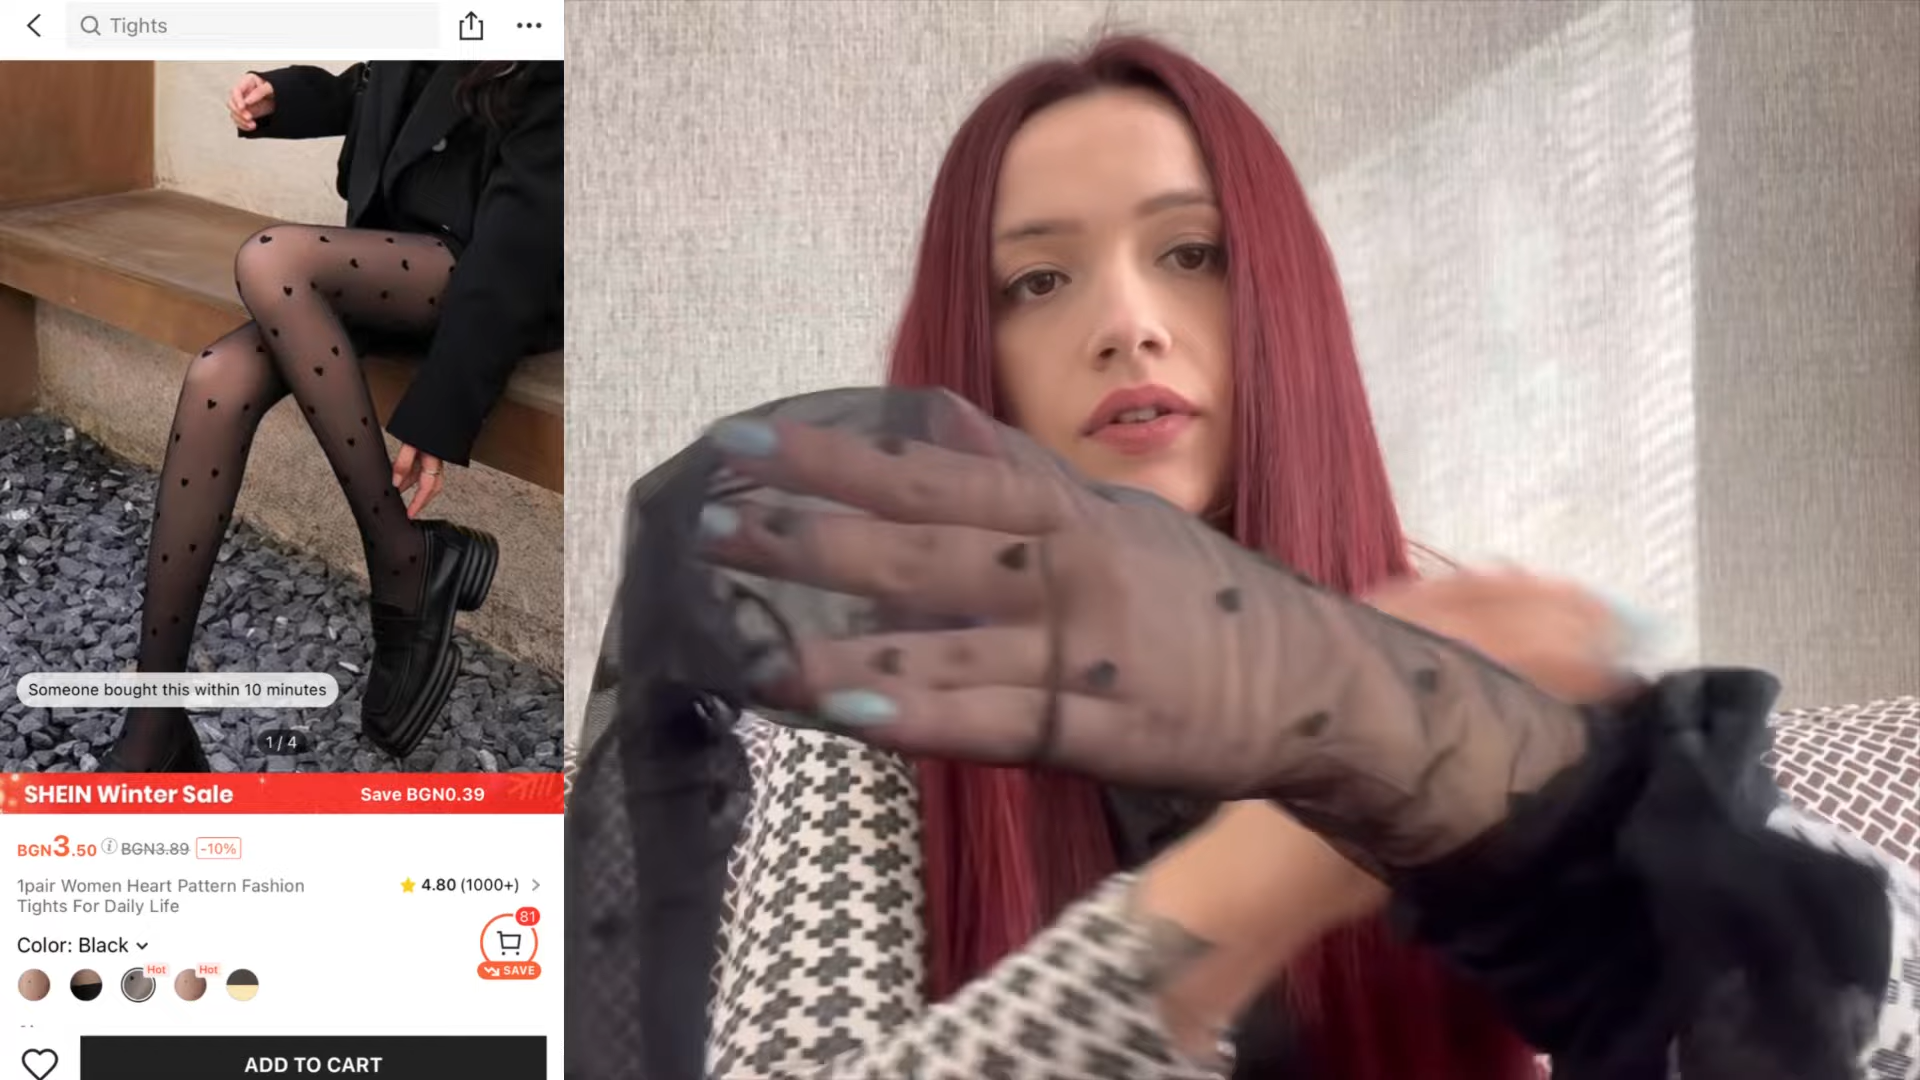 Tights
Someone bought this within 10 minutes
1 / 4
SHEIN Winter Sale
Save BGN0.39
BGN3.50 BGN3.89 -10%
1pair Women Heart Pattern Fashion
Tights For Daily Life
4.80 (1000+)
81
SAVE
Color: Black
Hot
Hot
ADD TO CART